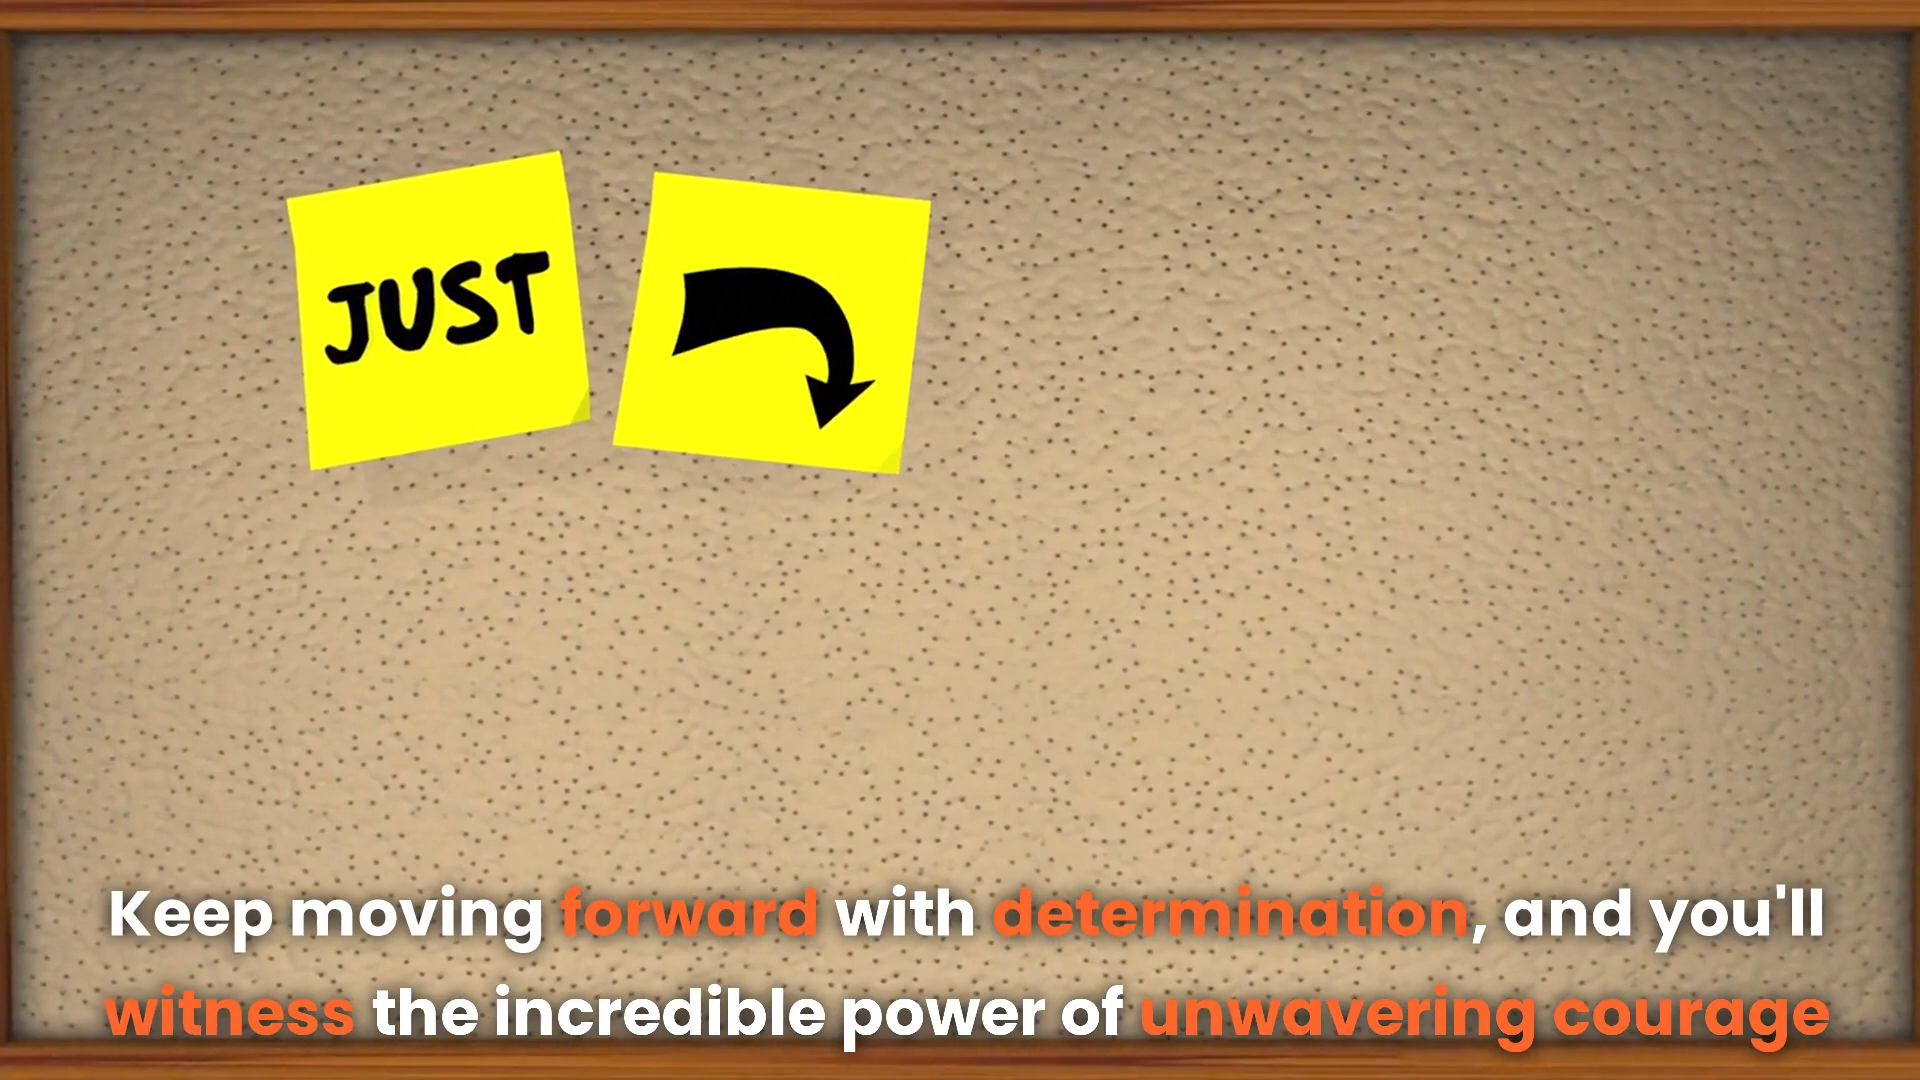 JUST
Keep moving forward with determination, and you'll
witness the incredible power of unwavering courage